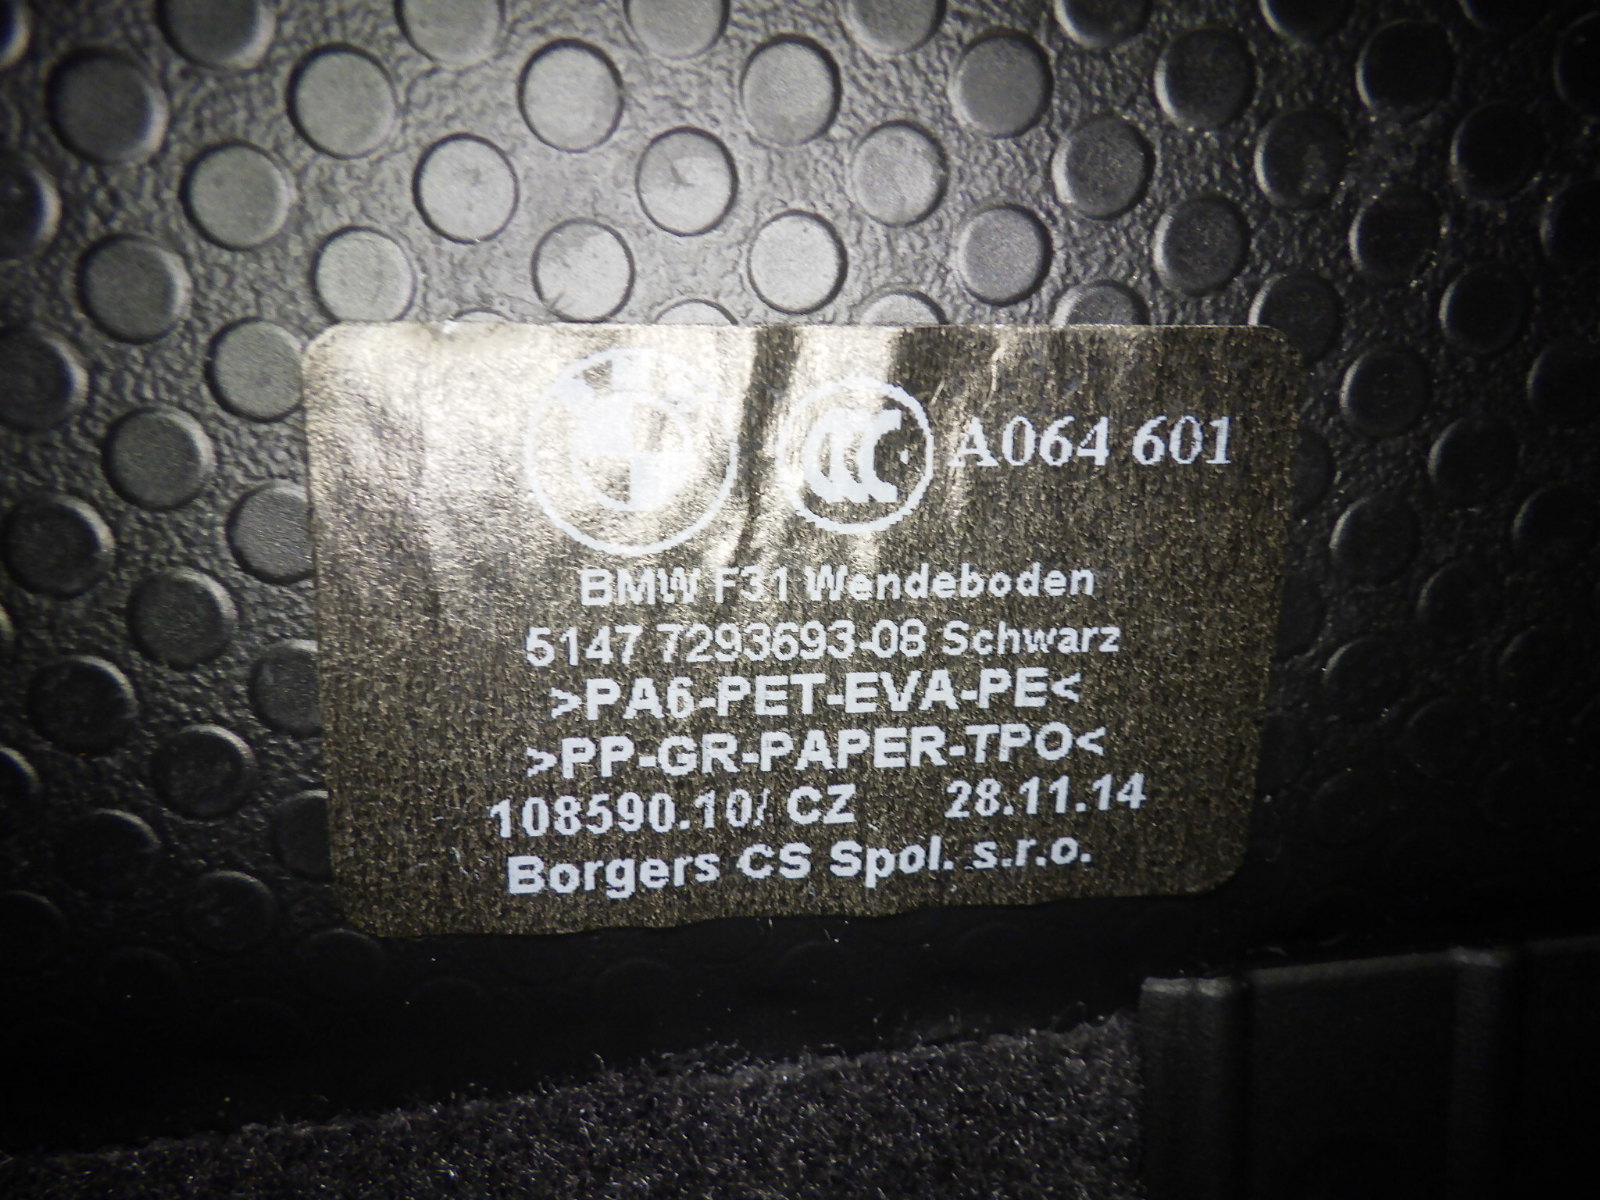 A064 601
BMW F31 Wendeboden
5147 7293693-08 Schwarz
>PA6-PET-EVA-PE<
>PP-GR-PAPER-TPO<
108590.10/ CZ 28.11.14
Borgers CS Spol. s.r.o.